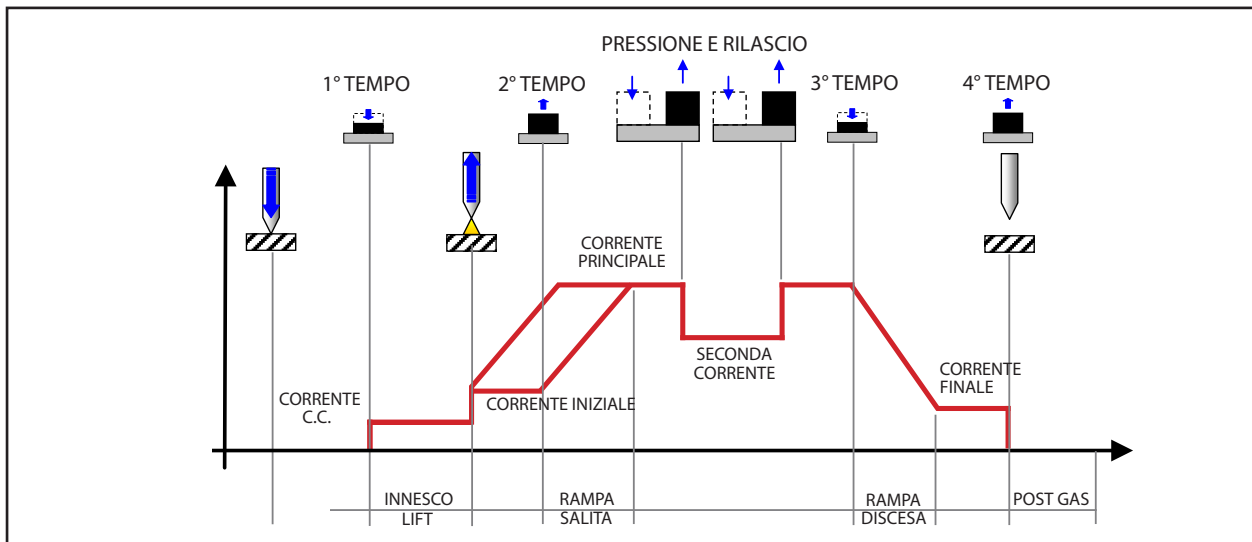 PRESSIONE E RILASCIO
1° TEMPO
2° TEMPO
3° TEMPO
4° TEMPO
CORRENTE
PRINCIPALE
SECONDA
CORRENTE
CORRENTE
FINALE
CORRENTE
C.C.
CORRENTE INIZIALE
INNESCO
LIFT
RAMPA
SALITA
RAMPA
DISCESA
POST GAS